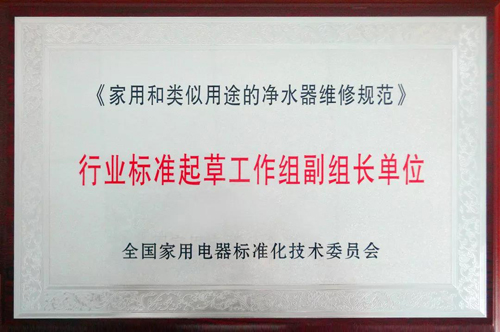 《家用和类似用途的净水器维修规范》
行业标准起草工作组副组长单位
全国家用电器标准化技术委员会